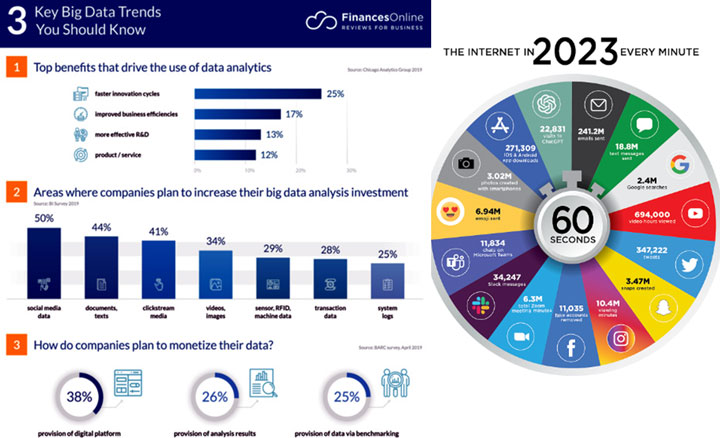 3 Key Big Data Trends
You Should Know
FinancesOnline
REVIEWS FOR BUSINESS
1 Top benefits that drive the use of data analytics
Source: Chicago Analytics Group 2019
faster innovation cycles 25%
improved business efficiencies 17%
more effective R&D 13%
product / service 12%
0% 10% 20% 30%
2 Areas where companies plan to increase their big data analysis investment
Source: BI Survey 2019
50% 44% 41% 34% 29% 28% 25%
social media data
documents, texts
clickstream media
videos, images
sensor, RFID, machine data
transaction data
system logs
3 How do companies plan to monetize their data?
Source: BARC survey, April 2019
38% 26% 25%
provision of digital platform
provision of analysis results
provision of data via benchmarking
THE INTERNET IN 2023 EVERY MINUTE
241.2M
emails sent
18.8M
text messages
sent
2.4M
Google searches
694,000
video hours viewed
347,222
tweets
3.47M
snaps created
10.4M
viewing
minutes
11,035
fake accounts
removed
6.3M
total Zoom
meeting minutes
34,247
Slack messages
11,834
chats on
Microsoft Teams
6.94M
emoji sent
3.02M
photos created
with smartphones
271,309
iOS & Android
app downloads
22,831
visits to
ChatGPT
60
SECONDS